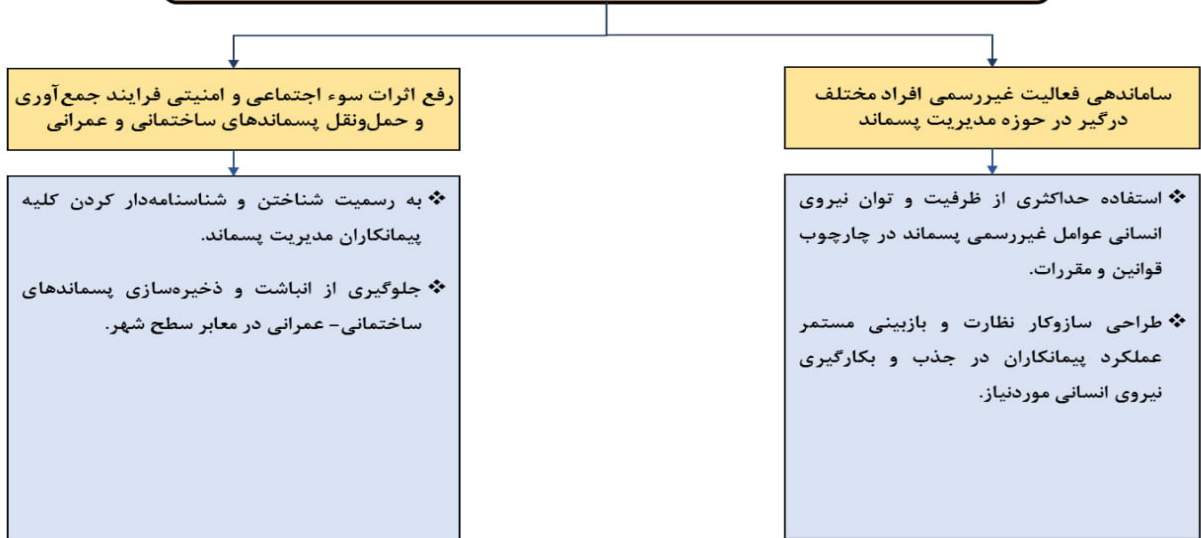 ساماندهی فعالیت غیررسمی افراد مختلف
درگیر در حوزه مدیریت پسماند
❖ استفاده حداکثری از ظرفیت و توان نیروی
انسانی عوامل غیررسمی پسماند در چارچوب
قوانین و مقررات.
❖ طراحی سازوکار نظارت و بازبینی مستمر
عملکرد پیمانکاران در جذب و بکارگیری
نیروی انسانی موردنیاز.
رفع اثرات سوء اجتماعی و امنیتی فرایند جمع‌آوری
و حمل‌ونقل پسماندهای ساختمانی و عمرانی
❖ به رسمیت شناختن و شناسنامه‌دار کردن کلیه
پیمانکاران مدیریت پسماند.
❖ جلوگیری از انباشت و ذخیره‌سازی پسماندهای
ساختمانی- عمرانی در معابر سطح شهر.